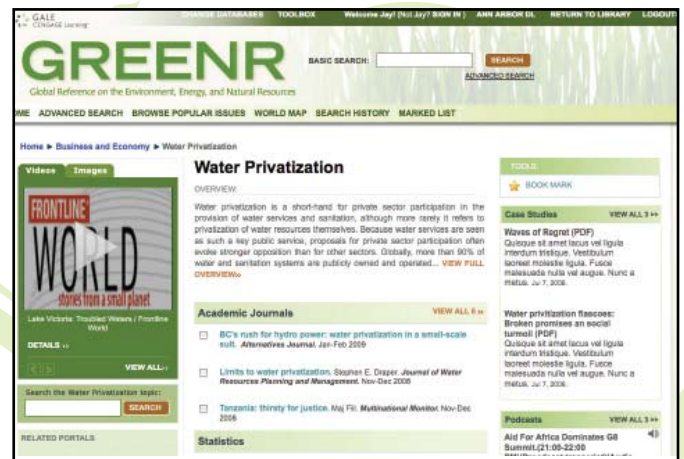 GALE
CENGAGE Learning
CHANGE DATABASES TOOLBOX Welcome Jay! (Not Jay? SIGN IN ) ANN ARBOR DL RETURN TO LIBRARY LOGOUT
GREENR
Global Reference on the Environment, Energy, and Natural Resources
BASIC SEARCH: SEARCH
ADVANCED SEARCH
OME ADVANCED SEARCH BROWSE POPULAR ISSUES WORLD MAP SEARCH HISTORY MARKED LIST
Home ► Business and Economy ► Water Privatization
Videos Images
FRONTLINE
WORLD
stories from a small planet
Lake Victoria: Troubled Waters / Frontline
World
DETAILS »
VIEW ALL»
Search the Water Privatization topic:
SEARCH
RELATED PORTALS
Water Privatization
OVERVIEW:
Water privatization is a short-hand for private sector participation in the
provision of water services and sanitation, although more rarely it refers to
privatization of water resources themselves. Because water services are seen
as such a key public service, proposals for private sector participation often
evoke stronger opposition than for other sectors. Globally, more than 90% of
water and sanitation systems are publicly owned and operated... VIEW FULL
OVERVIEW»
Academic Journals VIEW ALL 6 »
BC's rush for hydro power: water privatization in a small-scale
suit. Alternatives Journal. Jan-Feb 2009
Limits to water privatization. Stephen E. Draper. Journal of Water
Resources Planning and Management. Nov-Dec 2008
Tanzania: thirsty for justice. Maj Fiil. Multinational Monitor. Nov-Dec
2008
Statistics
TOOLS
BOOK MARK
Case Studies VIEW ALL 3 »
Waves of Regret (PDF)
Quisque sit amet lacus vel ligula
interdum tristique. Vestibulum
laoreet molestie ligula. Fusce
malesuada nulla vel augue. Nunc a
metus. Jul 7, 2008.
Water privitization fiascoes:
Broken promises an social
turmoil (PDF)
Quisque sit amet lacus vel ligula
interdum tristique. Vestibulum
laoreet molestie ligula. Fusce
malesuada nulla vel augue. Nunc a
metus. Jul 7, 2008.
Podcasts VIEW ALL 3 »
Aid For Africa Dominates G8
Summit.(21:00-22:00